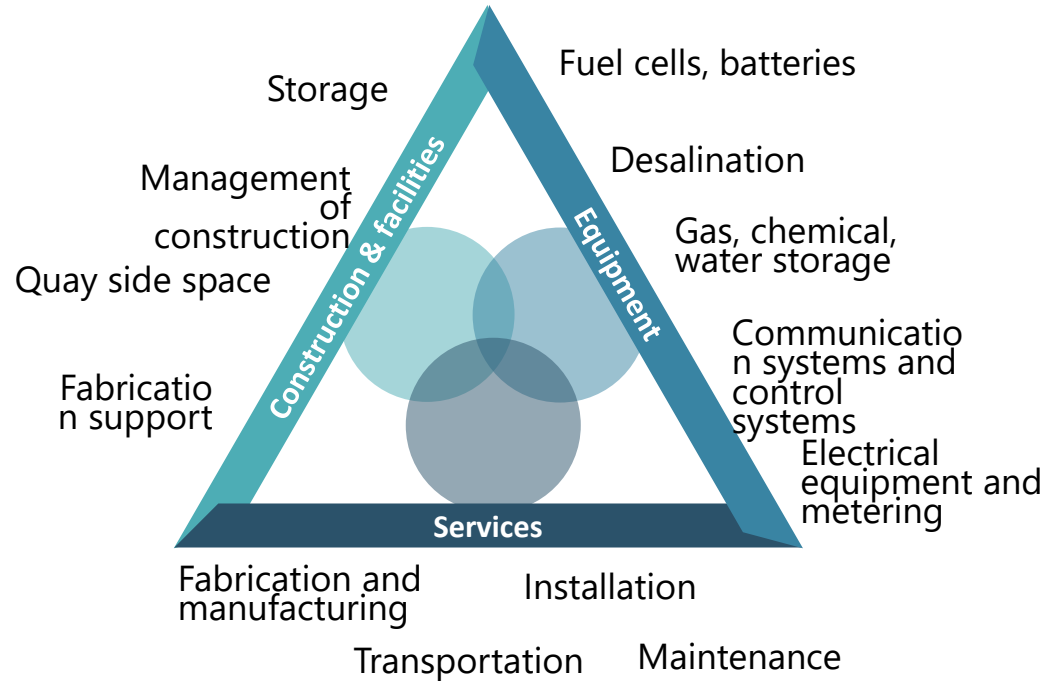 Storage
Management
of
construction
Quay side space
Fabricatio
n support
Construction & facilities
Fuel cells, batteries
Desalination
Gas, chemical,
water storage
Communicatio
n systems and
control
systems
Electrical
equipment and
metering
Equipment
Services
Fabrication and
manufacturing
Installation
Transportation
Maintenance